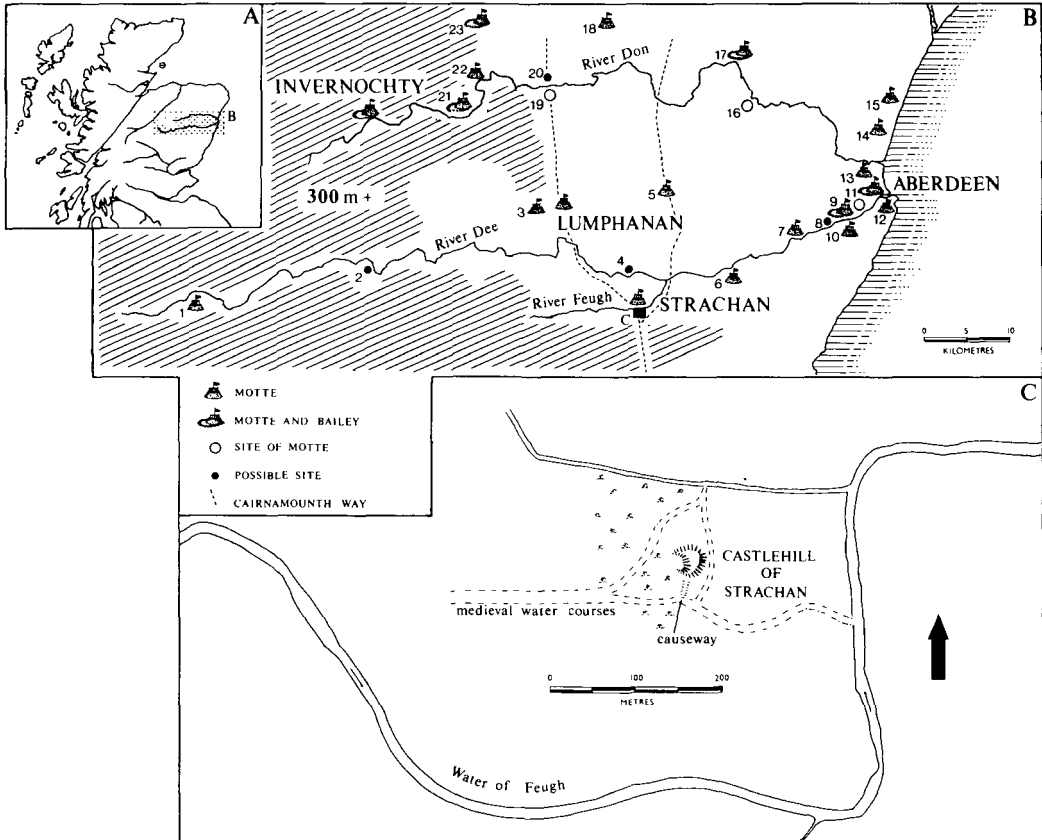 A
B
B
23
18
17
22
20
River Don
INVERNOCHTY
21
19
16
15
14
13
300 m +
11
ABERDEEN
5
9
3
LUMPHANAN
8
12
7
10
River Dee
4
2
6
1
River Feugh
STRACHAN
C
0 5 10
KILOMETRES
MOTTE
MOTTE AND BAILEY
SITE OF MOTTE
POSSIBLE SITE
CAIRNAMOUNTH WAY
C
CASTLEHILL
OF
STRACHAN
medieval water courses
causeway
0 100 200
METRES
Water of Feugh